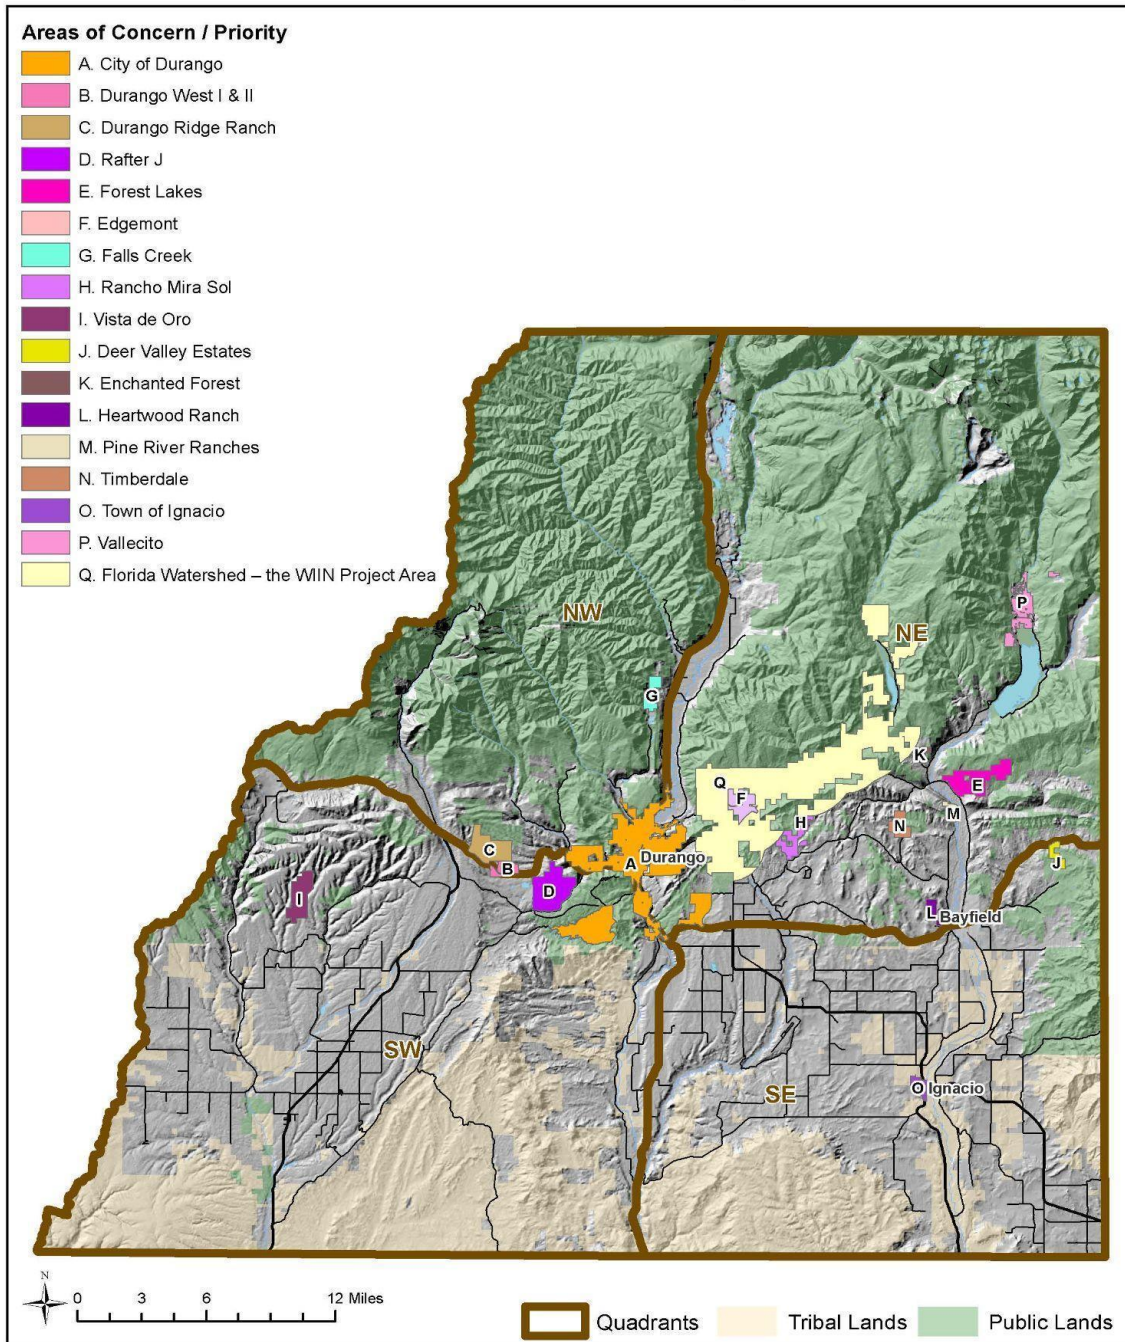 Areas of Concern / Priority
A. City of Durango
B. Durango West I & II
C. Durango Ridge Ranch
D. Rafter J
E. Forest Lakes
F. Edgemont
G. Falls Creek
H. Rancho Mira Sol
I. Vista de Oro
J. Deer Valley Estates
K. Enchanted Forest
L. Heartwood Ranch
M. Pine River Ranches
N. Timberdale
O. Town of Ignacio
P. Vallecito
Q. Florida Watershed – the WIIN Project Area
NW
NE
P
G
K
Q
F
E
H
M
N
C
B
A Durango
J
I
D
L Bayfield
SW
SE
O Ignacio
N
0 3 6 12 Miles
Quadrants
Tribal Lands
Public Lands